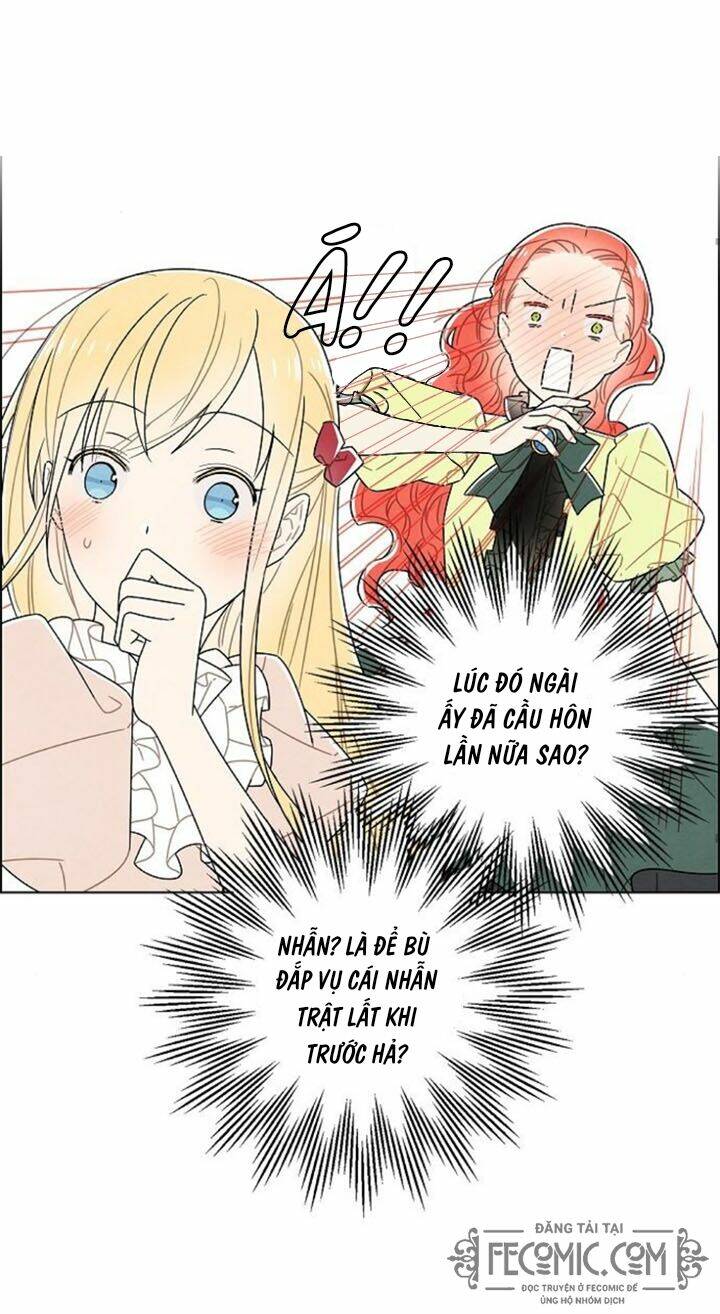 Á!!
LÚC ĐÓ NGÀI
ẤY ĐÃ CẦU HÔN
LẦN NỮA SAO?
NHẪN? LÀ ĐỂ BÙ
ĐẮP VỤ CÁI NHẪN
TRẬT LẤT KHI
TRƯỚC HẢ?
ĐĂNG TẢI TẠI
FECOMIC.COM
ĐỌC TRUYỆN Ở FECOMIC ĐỂ
ỦNG HỘ NHÓM DỊCH